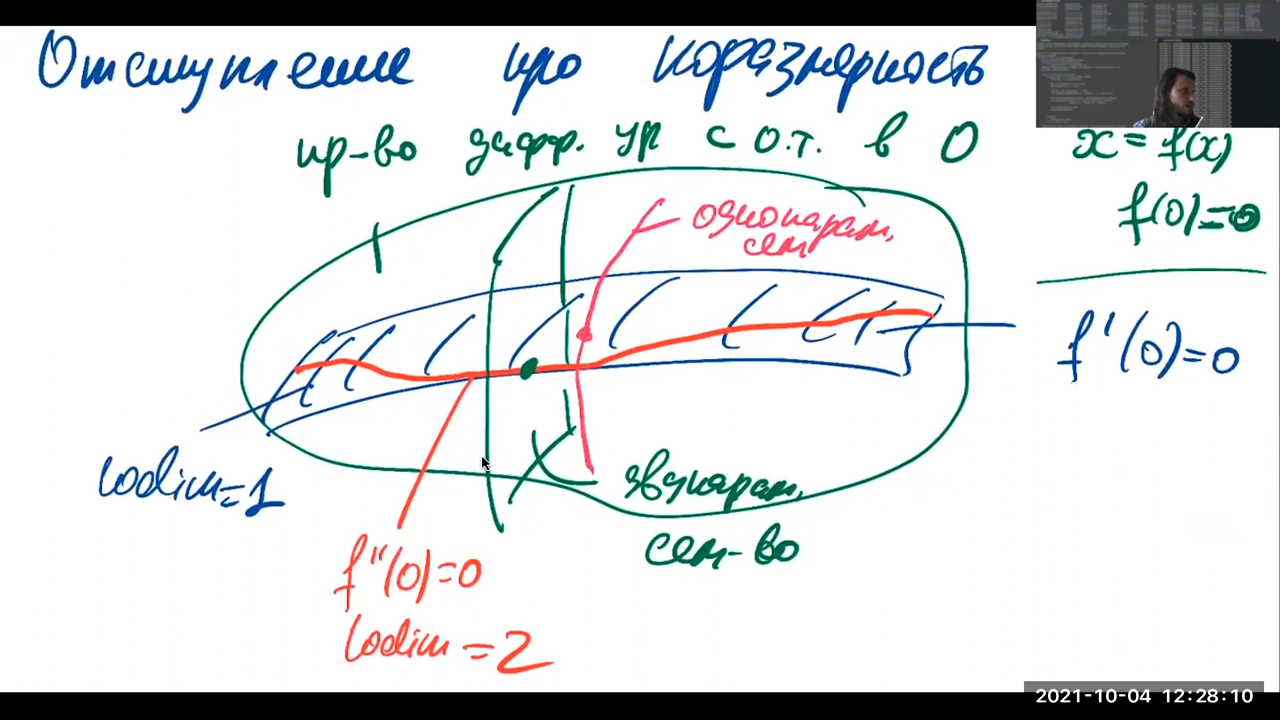 Отступление про коразмерность
пр-во дифф. ур с о.т. в 0
ẋ = f(x)
f(0)=0
однопарам.
сем
f'(0)=0
codim=1
двупарам.
сем-во
f''(0)=0
codim=2
2021-10-04 12:28:10